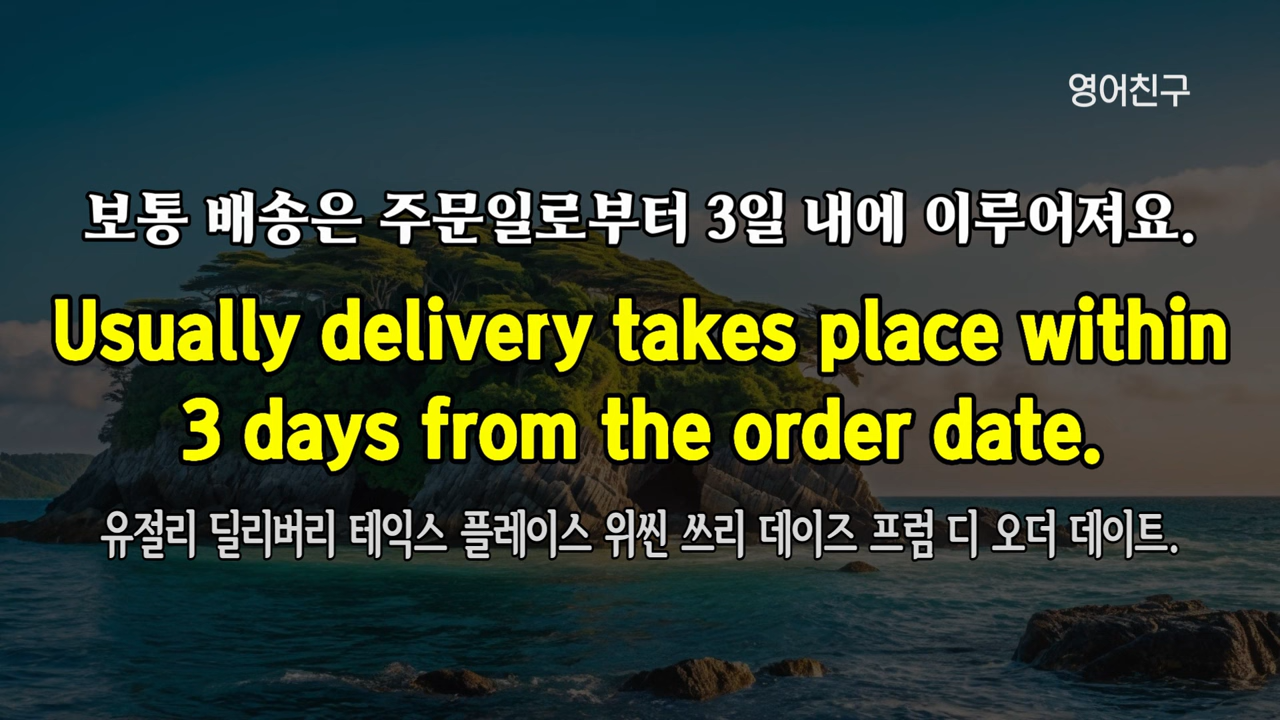 영어친구
보통 배송은 주문일로부터 3일 내에 이루어져요.
Usually delivery takes place within
3 days from the order date.
유절리 딜리버리 테익스 플레이스 위씬 쓰리 데이즈 프럼 디 오더 데이트.